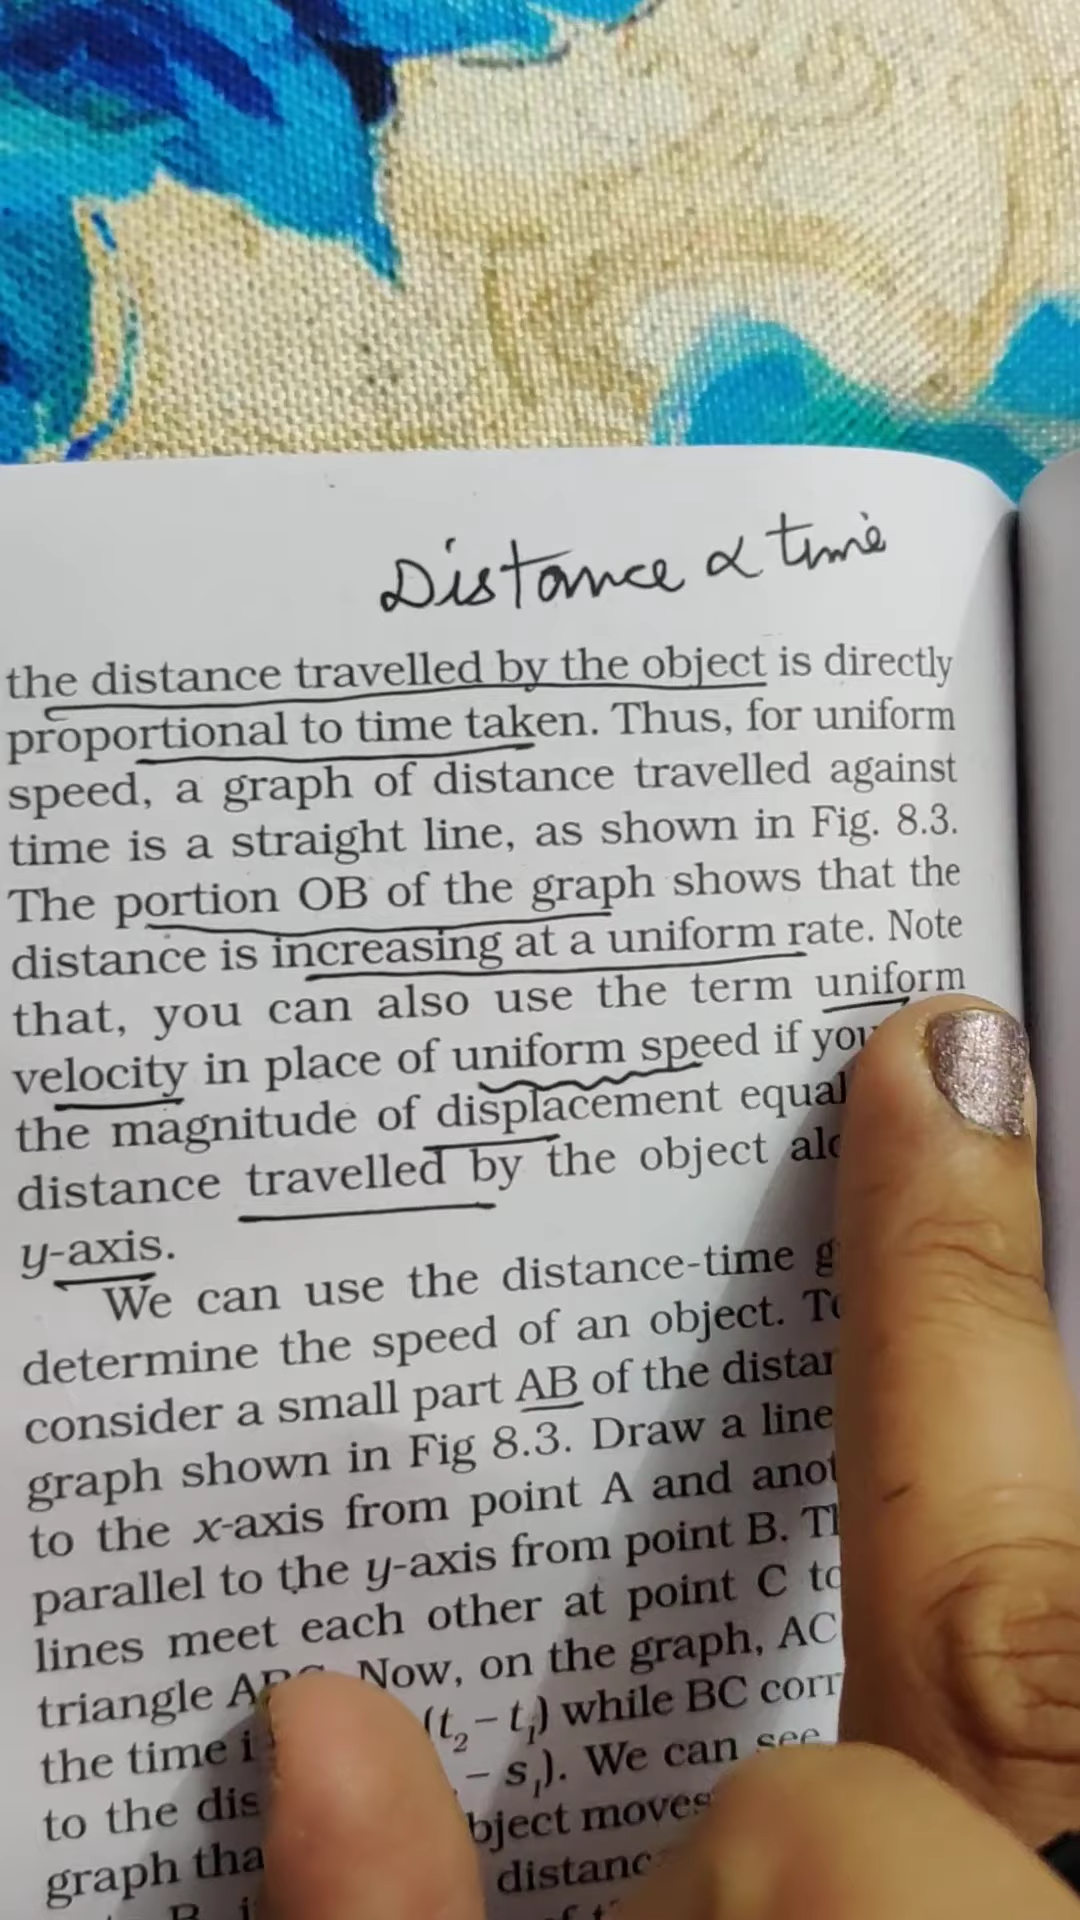 Distance ∝ time
the distance travelled by the object is directly
proportional to time taken. Thus, for uniform
speed, a graph of distance travelled against
time is a straight line, as shown in Fig. 8.3.
The portion OB of the graph shows that the
distance is increasing at a uniform rate. Note
that, you can also use the term uniform
velocity in place of uniform speed if you
the magnitude of displacement equal
distance travelled by the object
y-axis.
We can use the distance-time
determine the speed of an object.
consider a small part AB of the
graph shown in Fig 8.3. Draw a line
to the x-axis from point A and
parallel to the y-axis from point B.
lines meet each other at point C
triangle Now, on the graph, AC
the time (t₂ – t₁) while BC
to the – s₁). We can see
graph moves